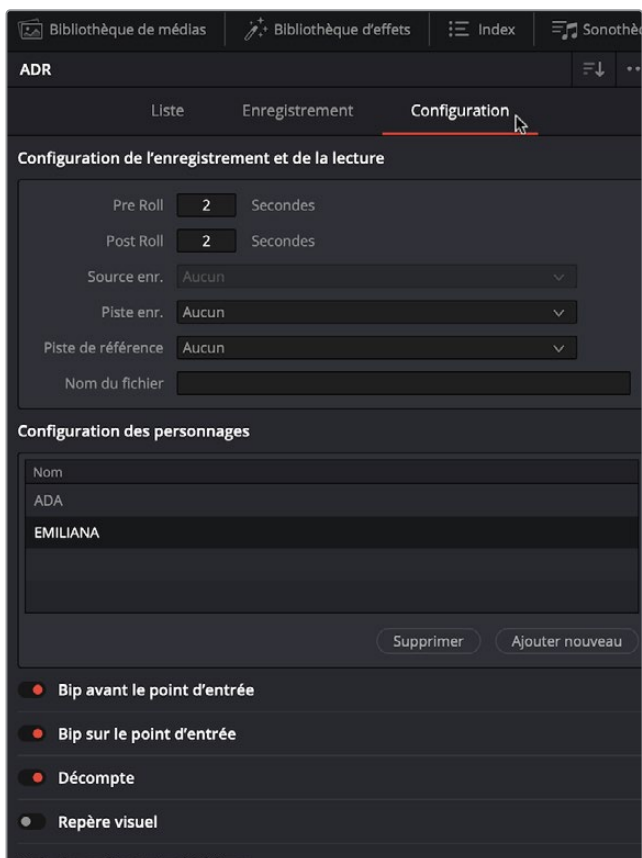 Bibliothèque de médias Bibliothèque d'effets Index Sonothè
ADR
Liste Enregistrement Configuration
Configuration de l'enregistrement et de la lecture
Pre Roll 2 Secondes
Post Roll 2 Secondes
Source enr. Aucun
Piste enr. Aucun
Piste de référence Aucun
Nom du fichier
Configuration des personnages
Nom
ADA
EMILIANA
Supprimer Ajouter nouveau
Bip avant le point d'entrée
Bip sur le point d'entrée
Décompte
Repère visuel